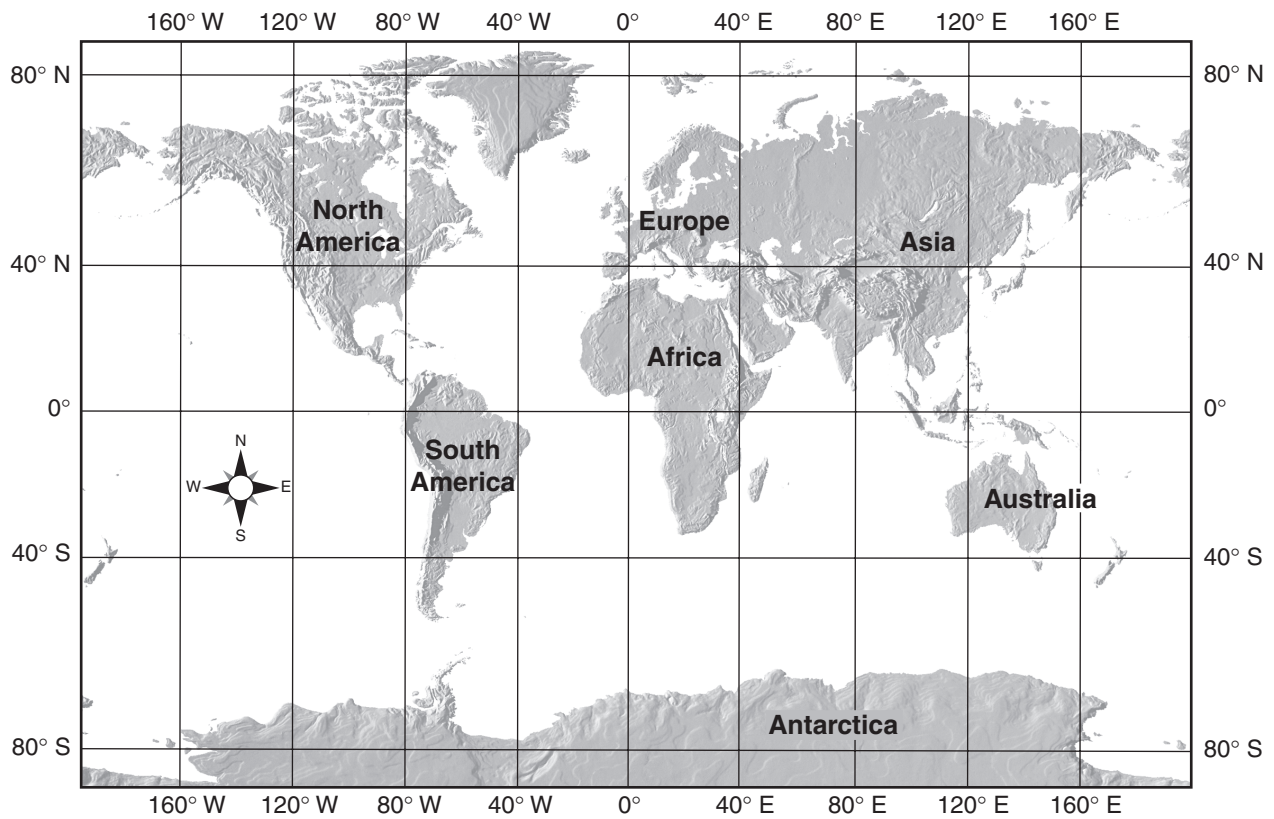 160° W 120° W 80° W 40° W 0° 40° E 80° E 120° E 160° E
80° N 80° N
North
America
Europe
Asia
40° N 40° N
Africa
0° 0°
N
W E
S
South
America
Australia
40° S 40° S
Antarctica
80° S 80° S
160° W 120° W 80° W 40° W 0° 40° E 80° E 120° E 160° E